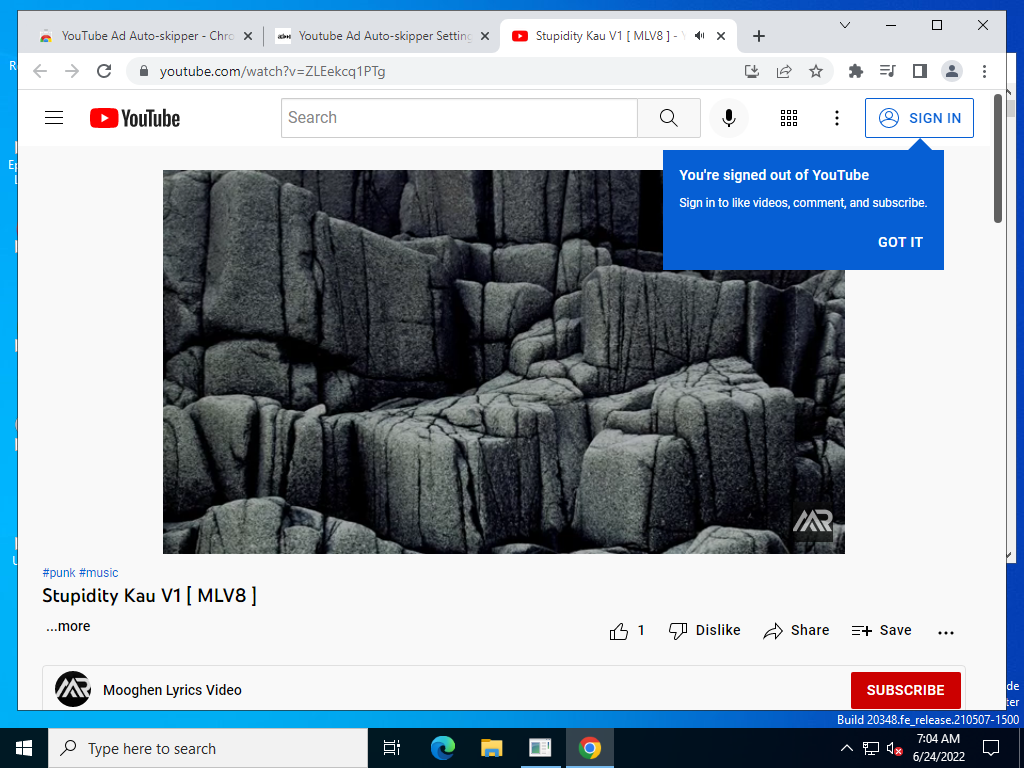 YouTube Ad Auto-skipper - Chro
Youtube Ad Auto-skipper Setting
Stupidity Kau V1 [ MLV8 ] -
youtube.com/watch?v=ZLEekcq1PTg
YouTube
Search
SIGN IN
You're signed out of YouTube
Sign in to like videos, comment, and subscribe.
GOT IT
#punk #music
Stupidity Kau V1 [ MLV8 ]
...more
1
Dislike
Share
Save
Mooghen Lyrics Video
SUBSCRIBE
Build 20348.fe_release.210507-1500
Type here to search
7:04 AM
6/24/2022